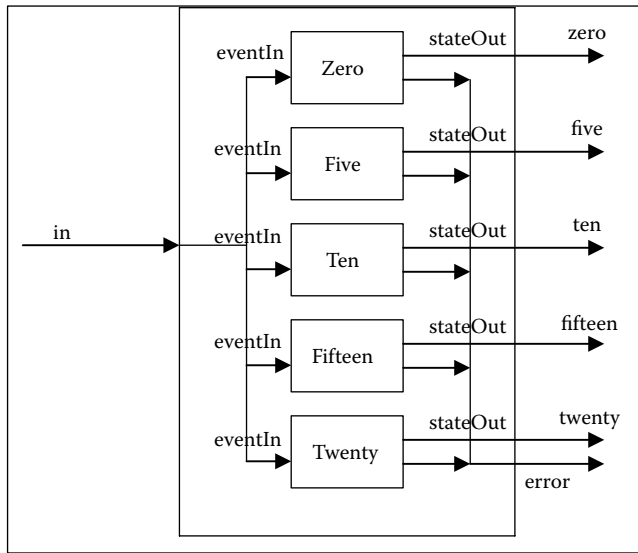 stateOut zero
eventIn
Zero
stateOut five
eventIn
Five
stateOut ten
in eventIn
Ten
stateOut fifteen
eventIn
Fifteen
stateOut twenty
eventIn
Twenty
error